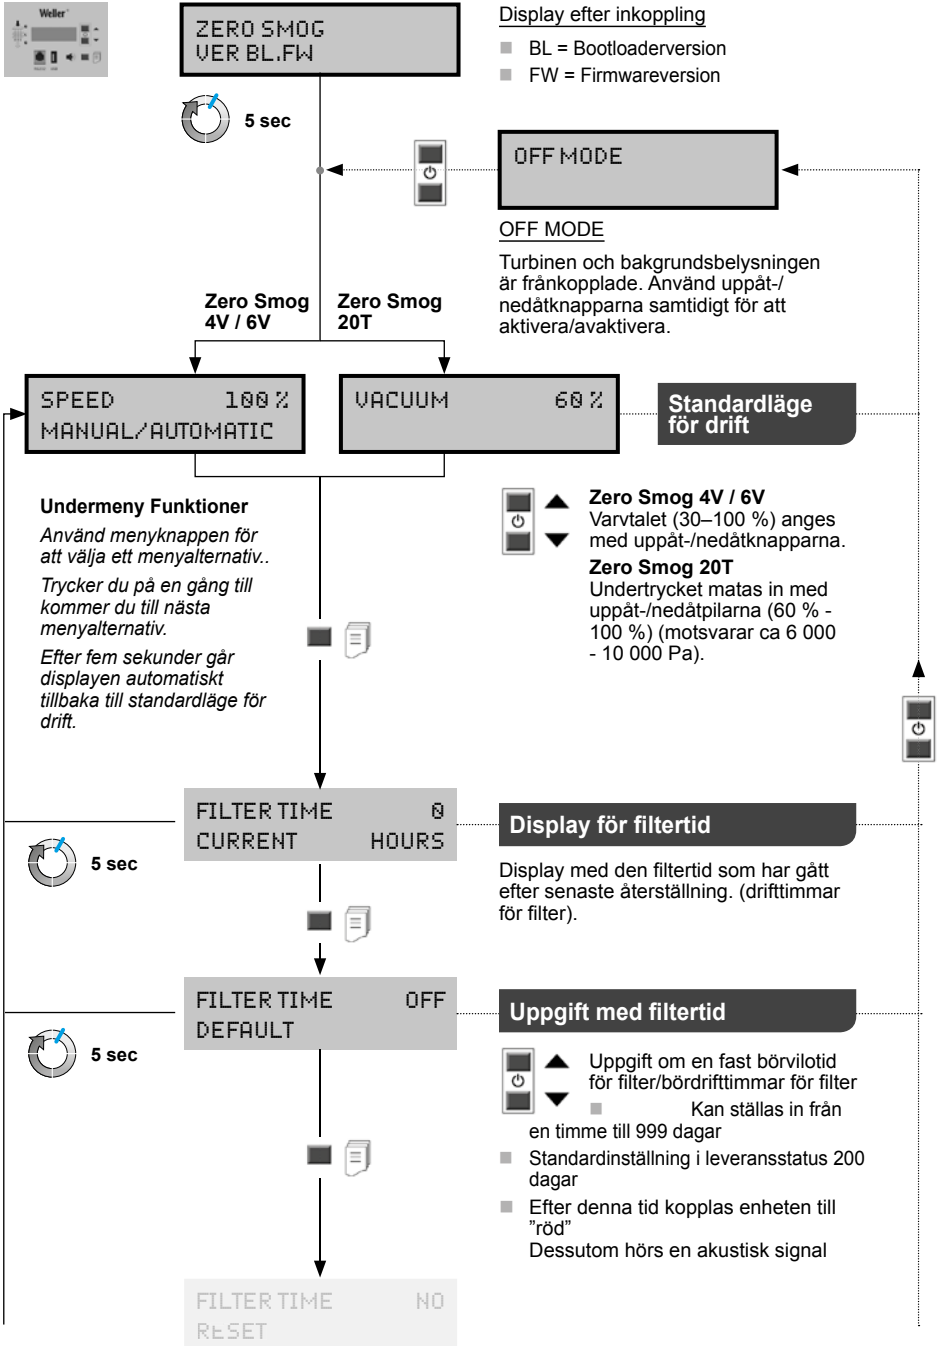 Weller
ZERO SMOG
VER BL.FW
Display efter inkoppling
BL = Bootloaderversion
FW = Firmwareversion
5 sec
OFF MODE
OFF MODE
Turbinen och bakgrundsbelysningen
är frånkopplade. Använd uppåt-/
nedåtknapparna samtidigt för att
aktivera/avaktivera.
Zero Smog
4V / 6V
Zero Smog
20T
SPEED 100 %
MANUAL/AUTOMATIC
VACUUM 60 %
Standardläge
för drift
Undermeny Funktioner
Använd menyknappen för
att välja ett menyalternativ..
Trycker du på en gång till
kommer du till nästa
menyalternativ.
Efter fem sekunder går
displayen automatiskt
tillbaka till standardläge för
drift.
Zero Smog 4V / 6V
Varvtalet (30–100 %) anges
med uppåt-/nedåtknapparna.
Zero Smog 20T
Undertrycket matas in med
uppåt-/nedåtpilarna (60 % -
100 %) (motsvarar ca 6 000
- 10 000 Pa).
FILTER TIME 0
CURRENT HOURS
5 sec
Display för filtertid
Display med den filtertid som har gått
efter senaste återställning. (drifttimmar
för filter).
FILTER TIME OFF
DEFAULT
5 sec
Uppgift med filtertid
Uppgift om en fast börvilotid
för filter/bördrifttimmar för filter
Kan ställas in från
en timme till 999 dagar
Standardinställning i leveransstatus 200
dagar
Efter denna tid kopplas enheten till
”röd”
Dessutom hörs en akustisk signal
FILTER TIME NO
RESET